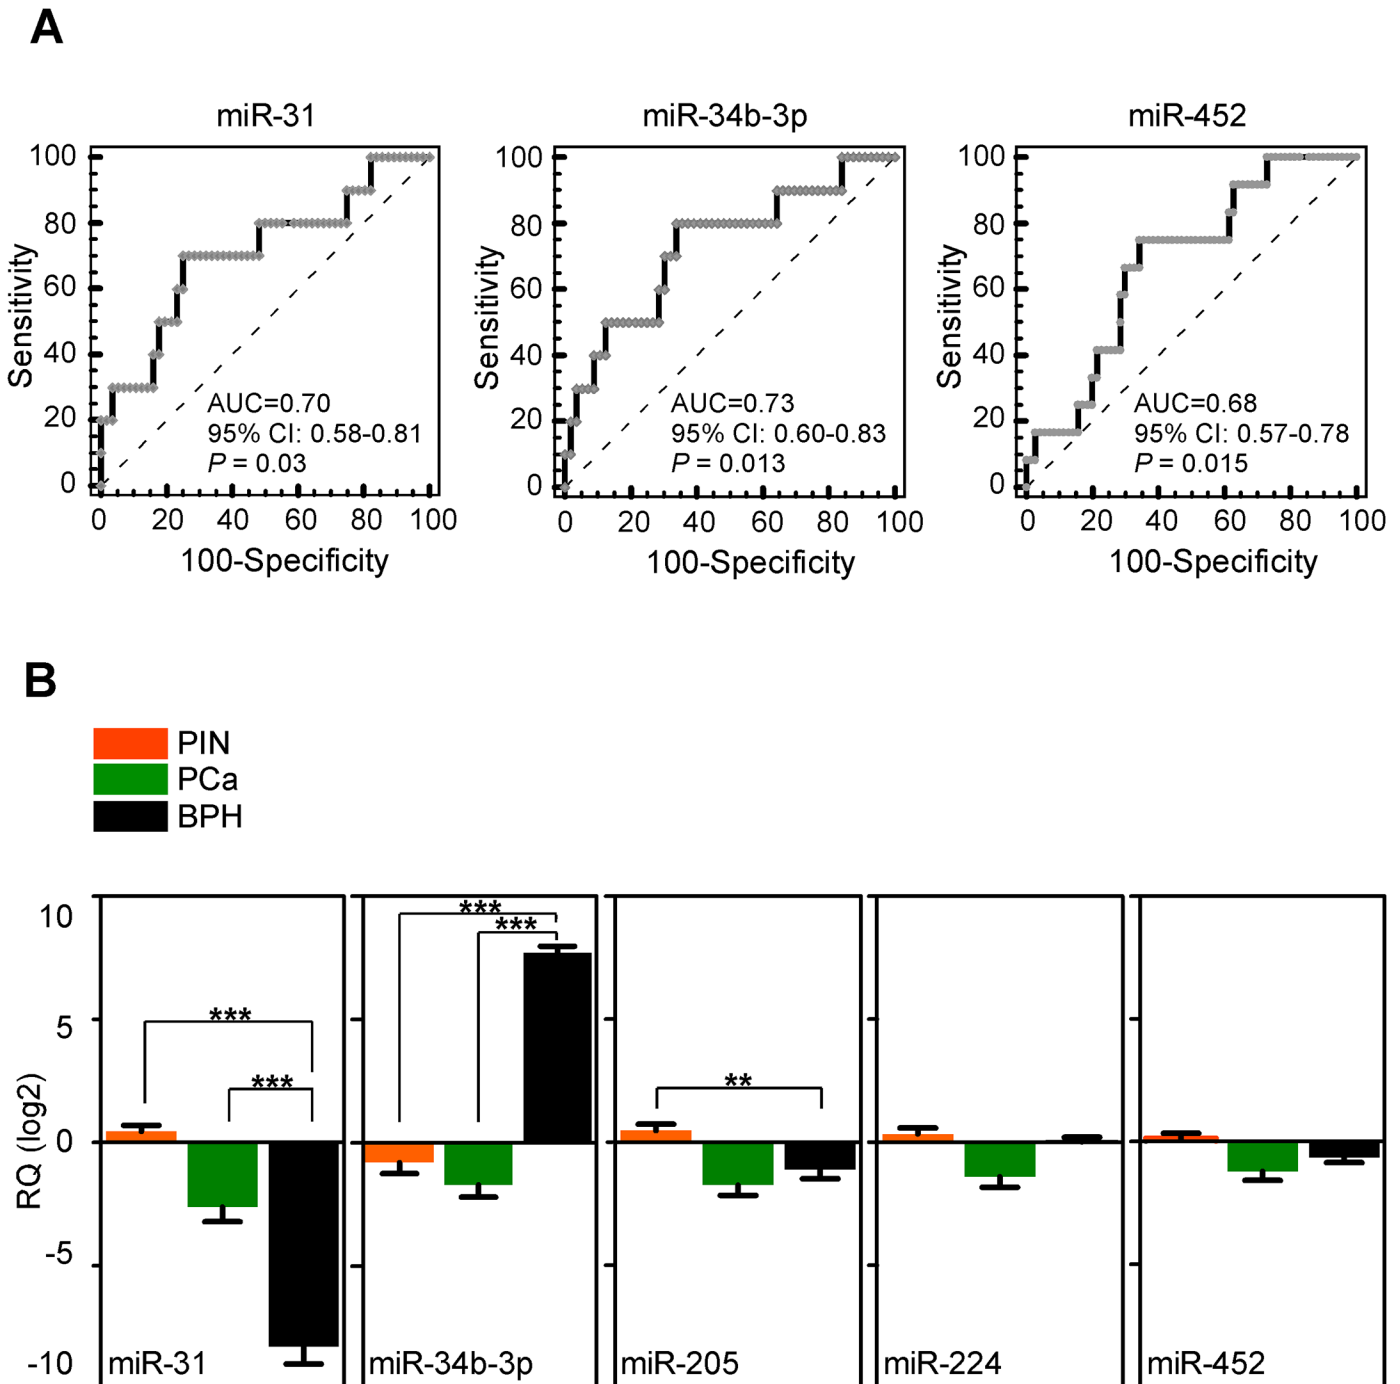 A
miR-31
miR-34b-3p
miR-452
100
80
60
40
20
0
Sensitivity
AUC=0.70
95% CI: 0.58-0.81
P = 0.03
0 20 40 60 80 100
100-Specificity
100
80
60
40
20
0
Sensitivity
AUC=0.73
95% CI: 0.60-0.83
P = 0.013
0 20 40 60 80 100
100-Specificity
100
80
60
40
20
0
Sensitivity
AUC=0.68
95% CI: 0.57-0.78
P = 0.015
0 20 40 60 80 100
100-Specificity
B
PIN
PCa
BPH
RQ (log2)
10
5
0
-5
-10
***
***
miR-31
***
***
miR-34b-3p
**
miR-205
miR-224
miR-452